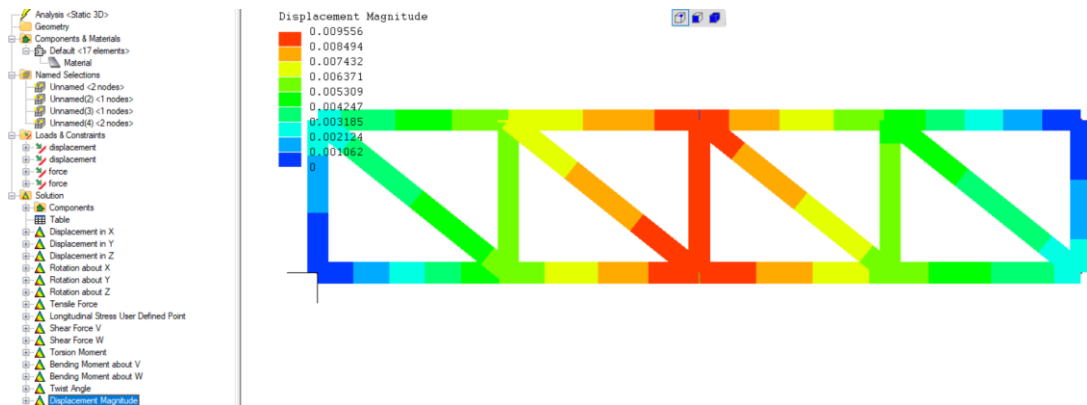 Analysis <Static 3D>
Geometry
Components & Materials
Default <17 elements>
Material
Named Selections
Unnamed <2 nodes>
Unnamed(2) <1 nodes>
Unnamed(3) <1 nodes>
Unnamed(4) <2 nodes>
Loads & Constraints
displacement
displacement
force
force
Solution
Components
Table
Displacement in X
Displacement in Y
Displacement in Z
Rotation about X
Rotation about Y
Rotation about Z
Tensile Force
Longitudinal Stress User Defined Point
Shear Force V
Shear Force W
Torsion Moment
Bending Moment about V
Bending Moment about W
Twist Angle
Displacement Magnitude
Displacement Magnitude
0.009556
0.008494
0.007432
0.006371
0.005309
0.004247
0.003185
0.002124
0.001062
0